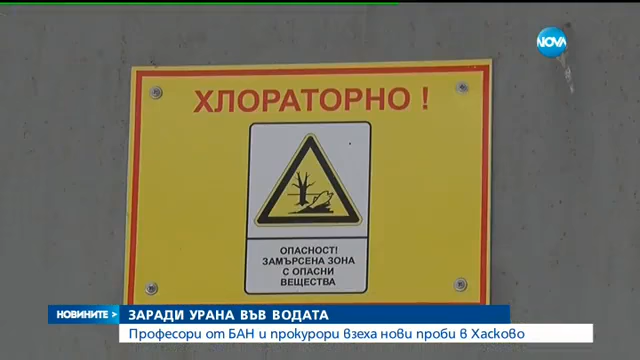 NOVA
ХЛОРАТОРНО !
ОПАСНОСТ!
ЗАМЪРСЕНА ЗОНА
С ОПАСНИ
ВЕЩЕСТВА
НОВИНИТЕ
ЗАРАДИ УРАНА ВЪВ ВОДАТА
Професори от БАН и прокурори взеха нови проби в Хасково